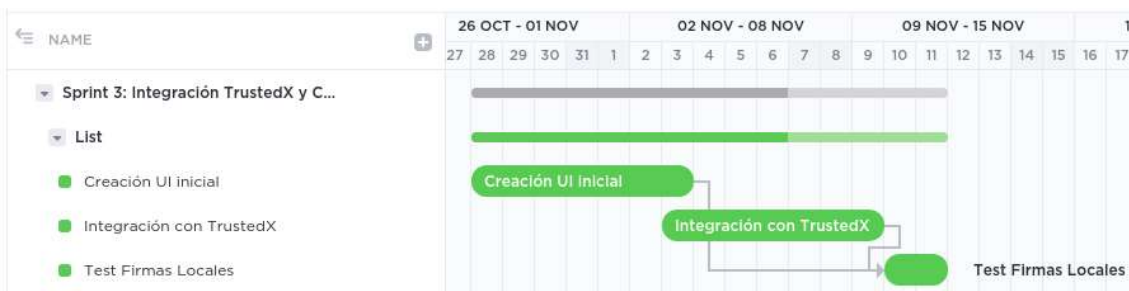 26 OCT - 01 NOV 02 NOV - 08 NOV 09 NOV - 15 NOV 1
NAME
27 28 29 30 31 1 2 3 4 5 6 7 8 9 10 11 12 13 14 15 16 17
Sprint 3: Integración TrustedX y C...
List
Creación UI inicial Creación UI inicial
Integración con TrustedX Integración con TrustedX
Test Firmas Locales Test Firmas Locales